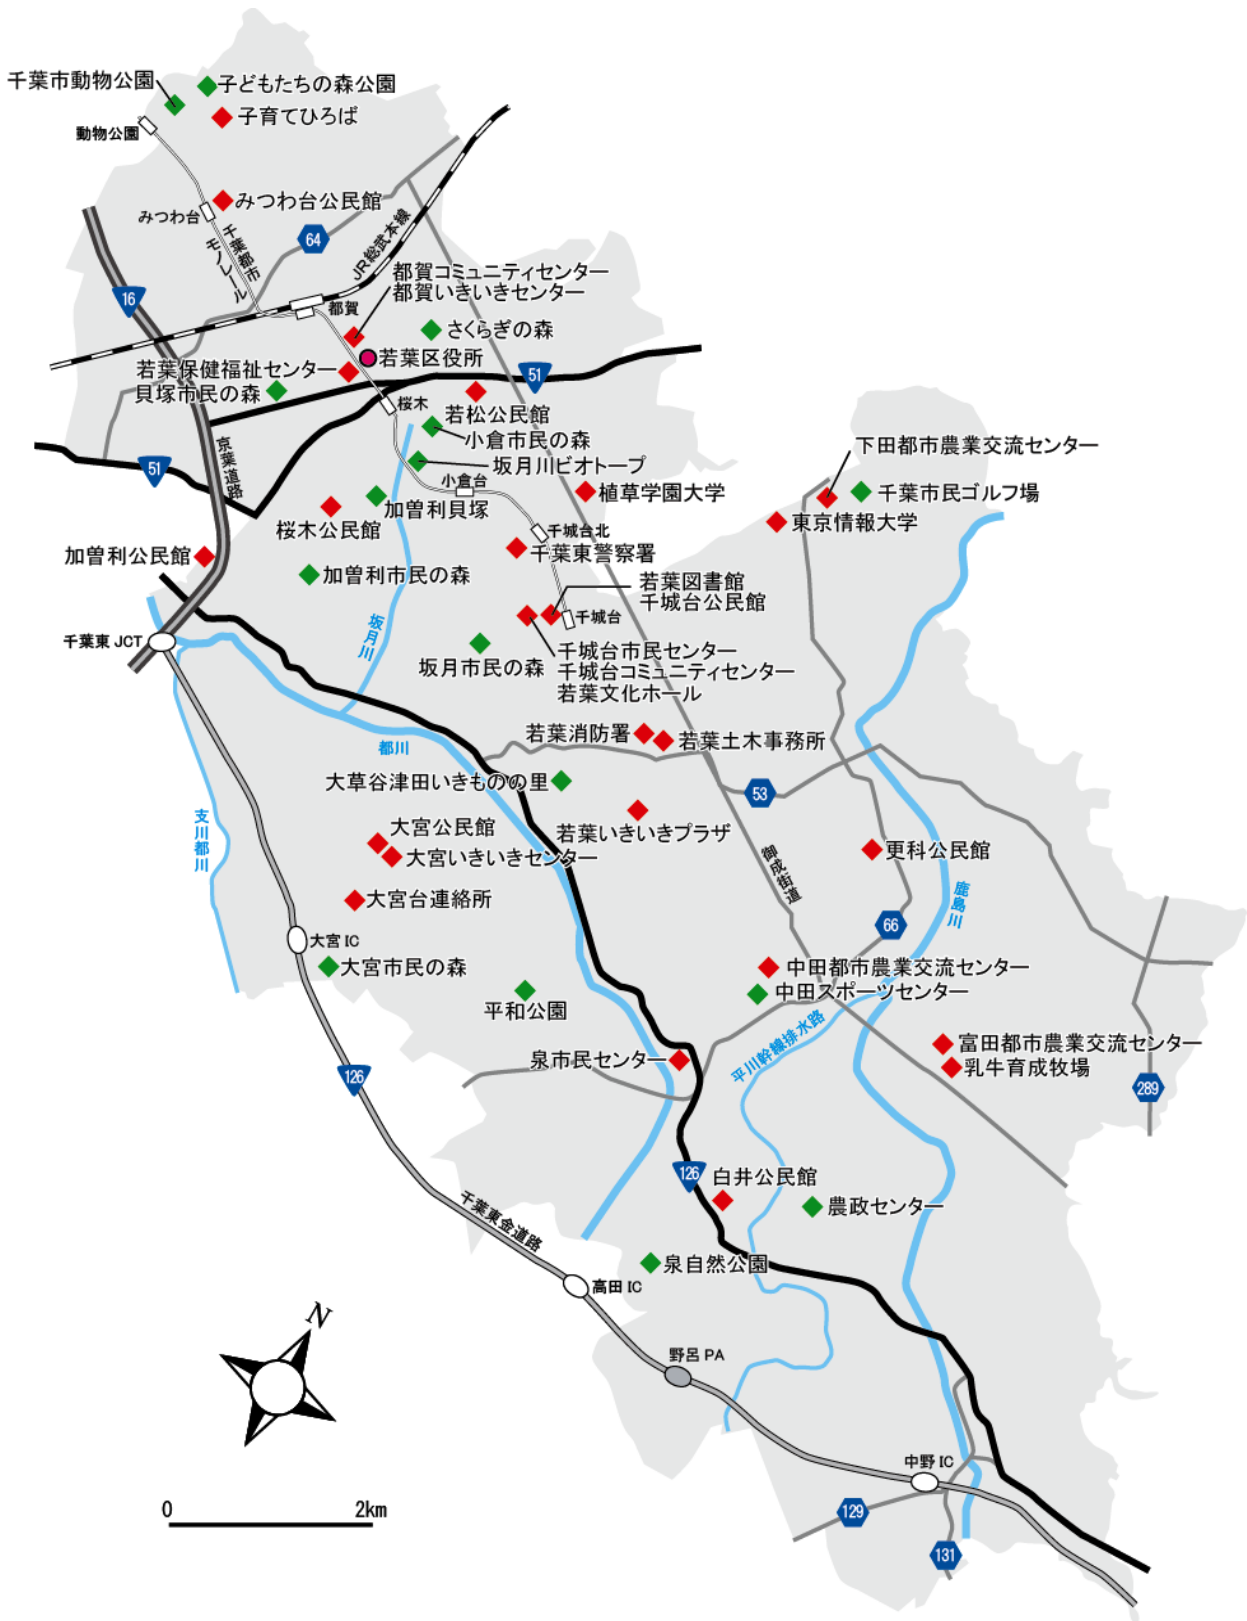 千葉市動物公園
子どもたちの森公園
子育てひろば
動物公園
みつわ台公民館
みつわ台
千葉都市
モノレール
64
JR総武本線
都賀コミュニティセンター
都賀いきいきセンター
16
都賀
さくらぎの森
若葉区役所
若葉保健福祉センター
貝塚市民の森
51
桜木
若松公民館
小倉市民の森
京葉道路
51
坂月川ビオトープ
下田都市農業交流センター
小倉台
植草学園大学
千葉市民ゴルフ場
加曽利貝塚
桜木公民館
東京情報大学
千城台北
千葉東警察署
加曽利公民館
加曽利市民の森
若葉図書館
千城台公民館
千城台
坂月川
千葉東JCT
坂月市民の森
千城台市民センター
千城台コミュニティセンター
若葉文化ホール
若葉消防署
若葉土木事務所
都川
大草谷津田いきものの里
53
支川都川
大宮公民館
大宮いきいきセンター
若葉いきいきプラザ
御成街道
更科公民館
大宮台連絡所
鹿島川
66
大宮IC
大宮市民の森
中田都市農業交流センター
中田スポーツセンター
平和公園
平川幹線排水路
泉市民センター
富田都市農業交流センター
乳牛育成牧場
126
289
126
白井公民館
農政センター
千葉東金道路
泉自然公園
高田IC
N
野呂PA
中野IC
0
2km
129
131